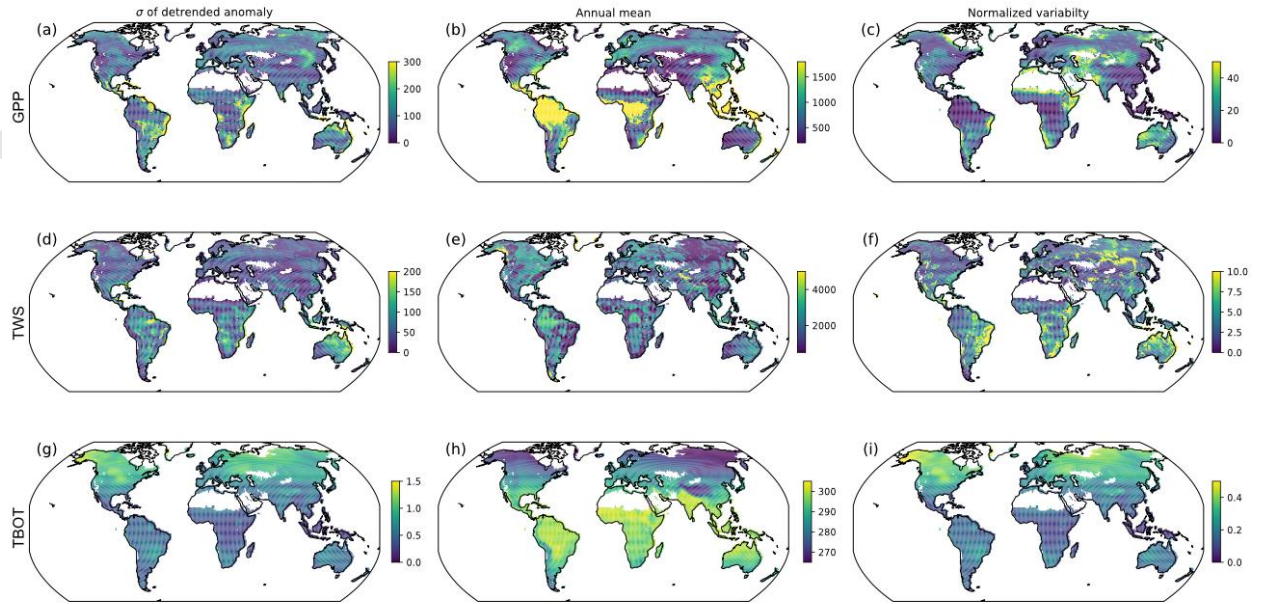 σ of detrended anomaly
Annual mean
Normalized variabilty
(a)
(b)
(c)
GPP
300
200
100
0
1500
1000
500
40
20
0
(d)
(e)
(f)
TWS
200
150
100
50
0
4000
2000
10.0
7.5
5.0
2.5
0.0
(g)
(h)
(i)
TBOT
1.5
1.0
0.5
0.0
300
290
280
270
0.4
0.2
0.0